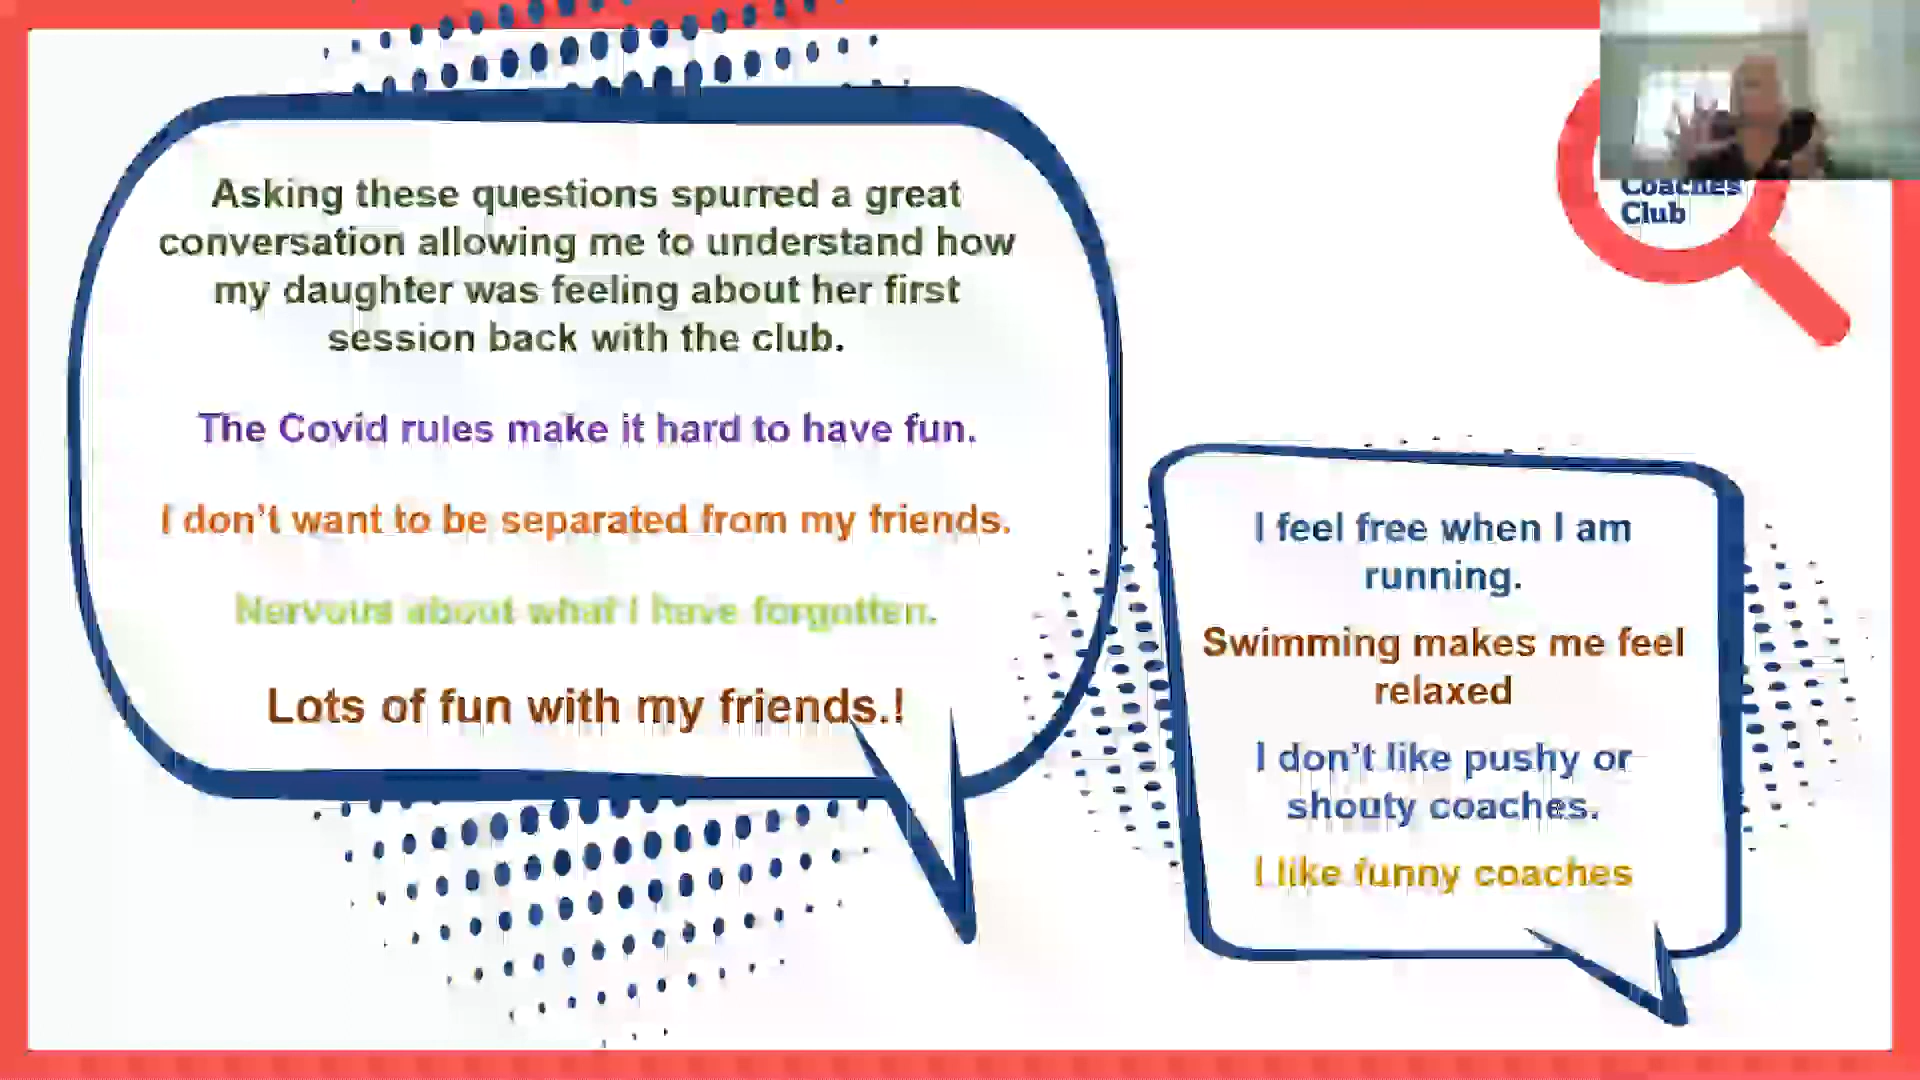 Asking these questions spurred a great
conversation allowing me to understand how
my daughter was feeling about her first
session back with the club.
The Covid rules make it hard to have fun.
I don't want to be separated from my friends.
Nervous about what I have forgotten.
Lots of fun with my friends.!
I feel free when I am
running.
Swimming makes me feel
relaxed
I don't like pushy or
shouty coaches.
I like funny coaches
Coaches
Club